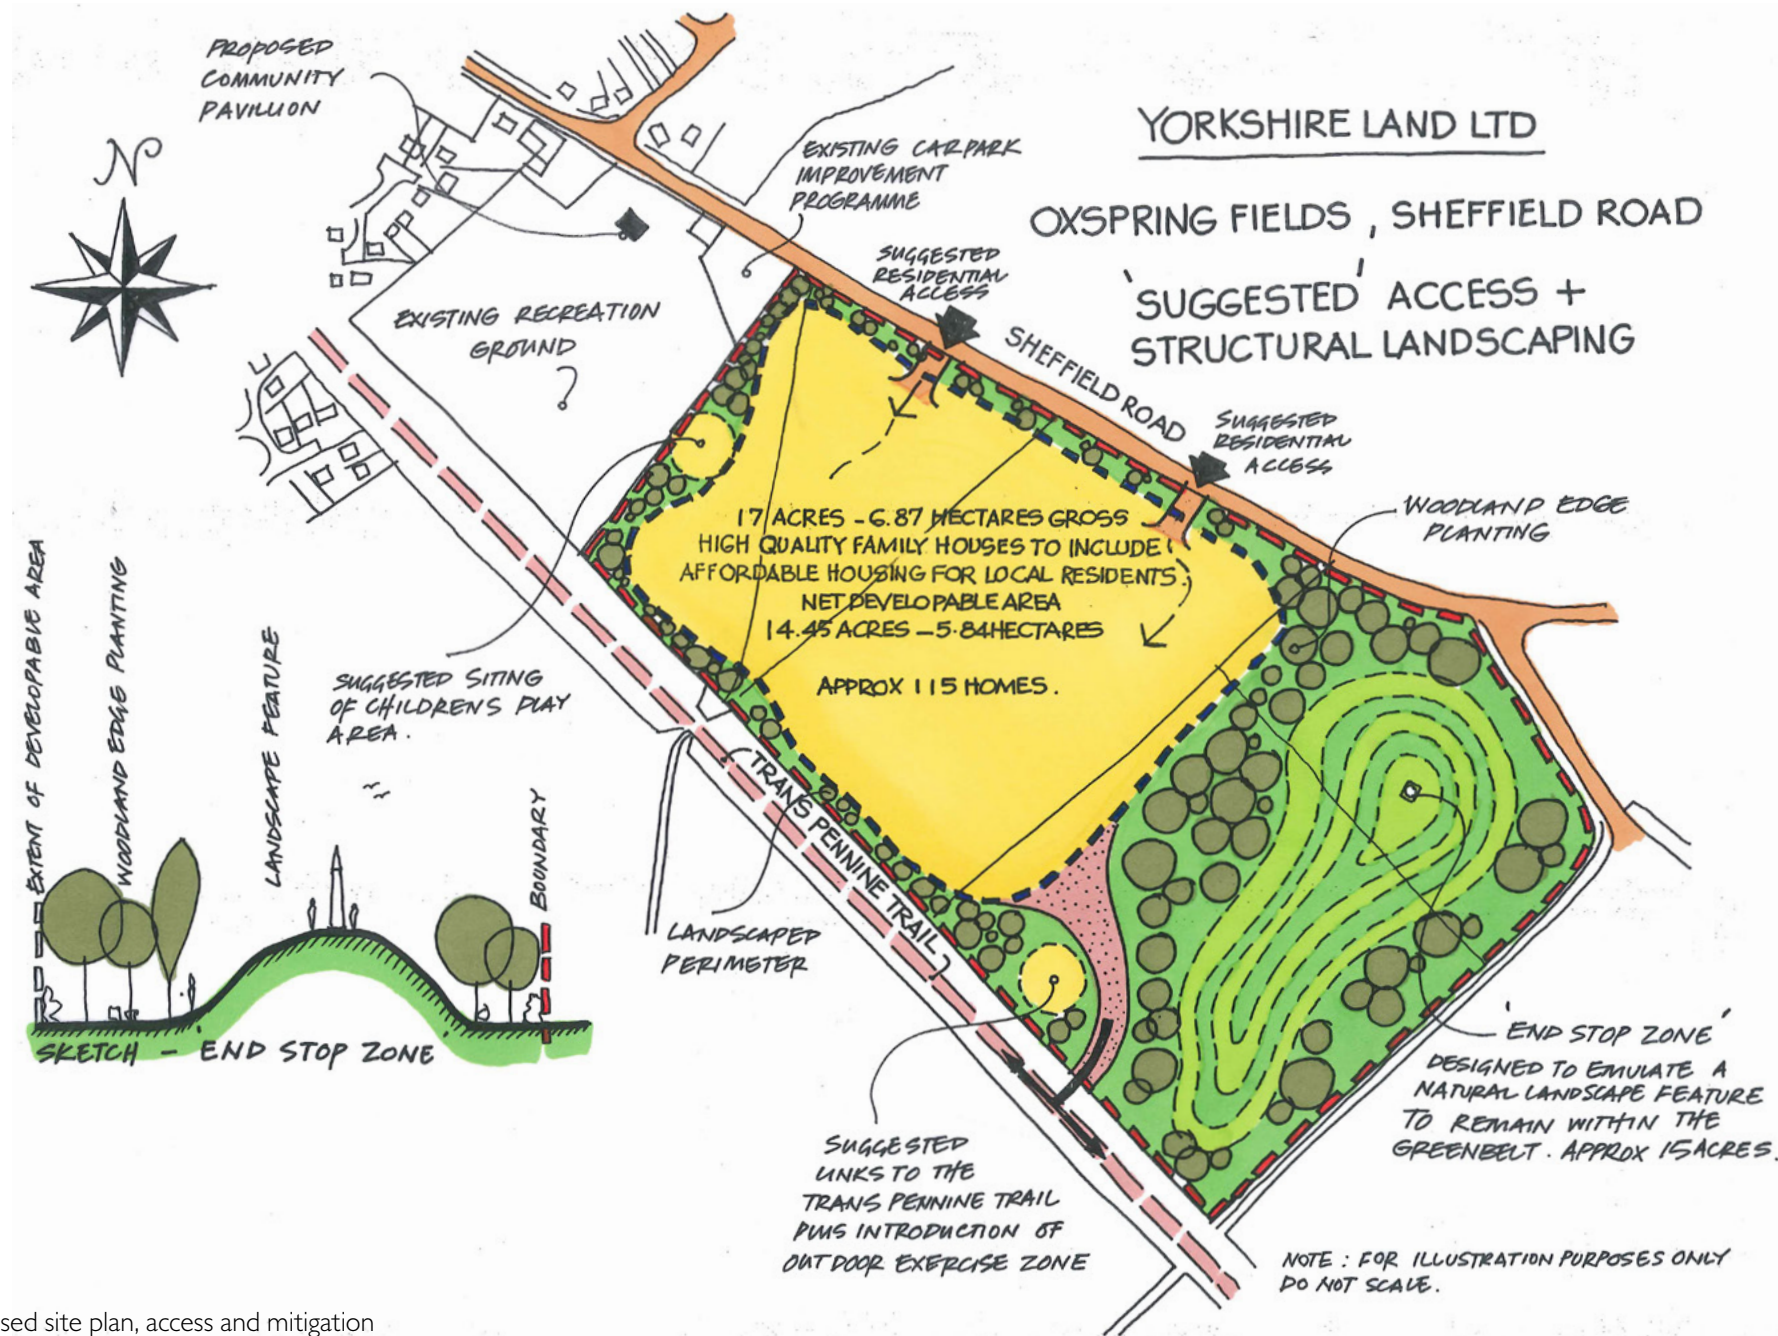 PROPOSED
COMMUNITY
PAVILLION
N
EXISTING CARPARK
IMPROVEMENT
PROGRAMME
YORKSHIRE LAND LTD
OXSPRING FIELDS, SHEFFIELD ROAD
'SUGGESTED' ACCESS +
STRUCTURAL LANDSCAPING
SUGGESTED
RESIDENTIAL
ACCESS
EXISTING RECREATION
GROUND
SHEFFIELD ROAD
SUGGESTED
RESIDENTIAL
ACCESS
WOODLAND EDGE
PLANTING
17 ACRES - 6.87 HECTARES GROSS
HIGH QUALITY FAMILY HOUSES TO INCLUDE
AFFORDABLE HOUSING FOR LOCAL RESIDENTS.
NET DEVELOPABLE AREA
14.45 ACRES - 5.84 HECTARES
APPROX 115 HOMES.
SUGGESTED SITING
OF CHILDRENS PLAY
AREA.
EXTENT OF DEVELOPABLE AREA
WOODLAND EDGE PLANTING
LANDSCAPE FEATURE
BOUNDARY
SKETCH - END STOP ZONE
TRANS PENNINE TRAIL
LANDSCAPED
PERIMETER
'END STOP ZONE'
DESIGNED TO EMULATE A
NATURAL LANDSCAPE FEATURE
TO REMAIN WITHIN THE
GREENBELT. APPROX 15 ACRES.
SUGGESTED
LINKS TO THE
TRANS PENNINE TRAIL
PLUS INTRODUCTION OF
OUTDOOR EXERCISE ZONE
NOTE : FOR ILLUSTRATION PURPOSES ONLY
DO NOT SCALE.
sed site plan, access and mitigation